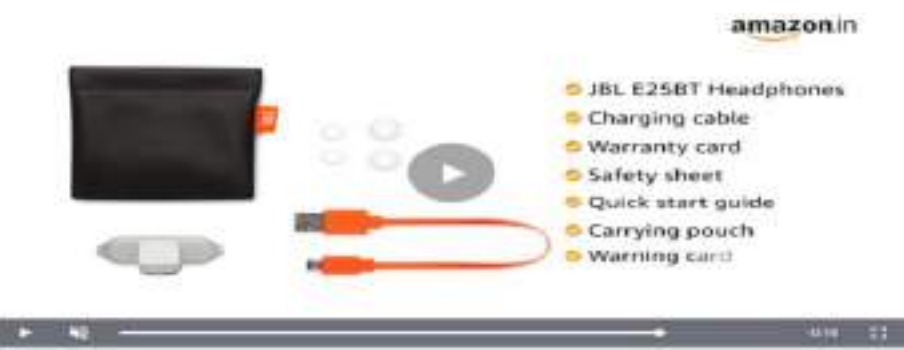 amazon.in
JBL E25BT Headphones
Charging cable
Warranty card
Safety sheet
Quick start guide
Carrying pouch
Warning card